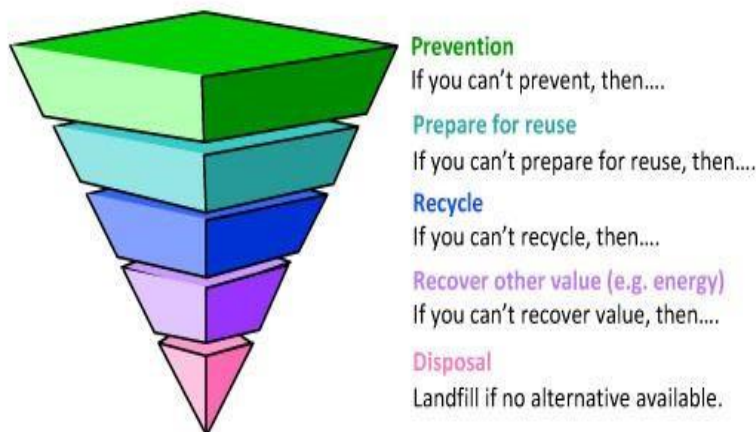 Prevention
If you can’t prevent, then....
Prepare for reuse
If you can’t prepare for reuse, then....
Recycle
If you can’t recycle, then....
Recover other value (e.g. energy)
If you can’t recover value, then....
Disposal
Landfill if no alternative available.